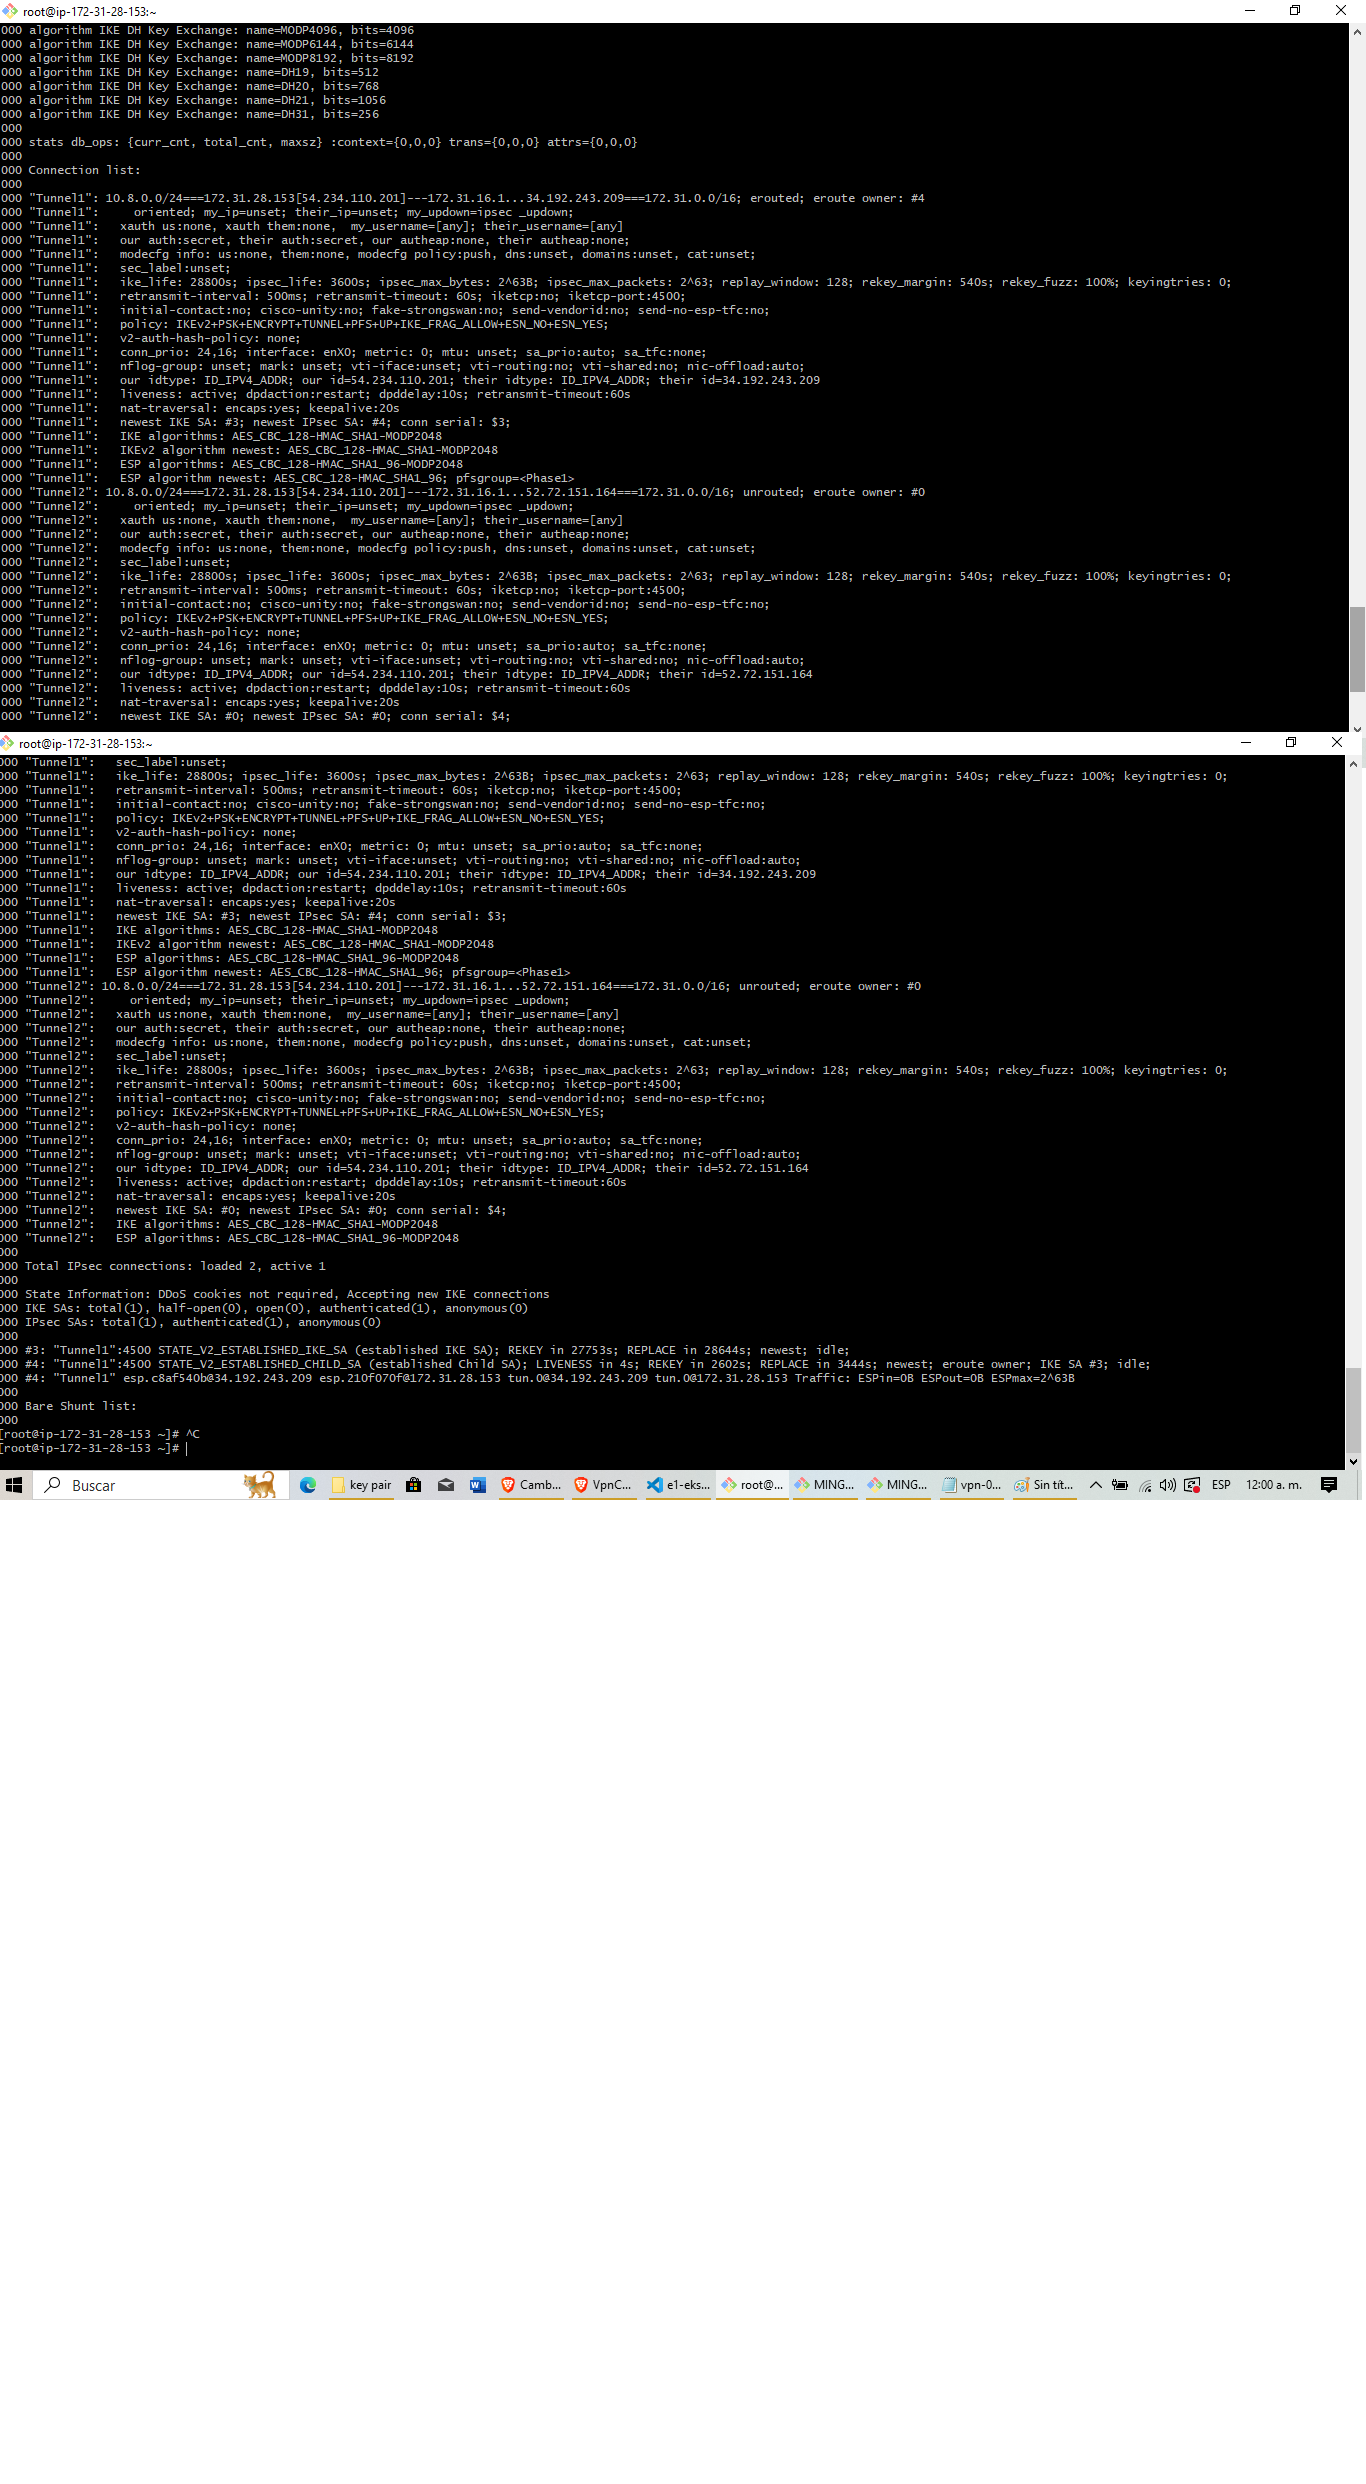 root@ip-172-31-28-153:~
000 algorithm IKE DH Key Exchange: name=MODP4096, bits=4096
000 algorithm IKE DH Key Exchange: name=MODP6144, bits=6144
000 algorithm IKE DH Key Exchange: name=MODP8192, bits=8192
000 algorithm IKE DH Key Exchange: name=DH19, bits=512
000 algorithm IKE DH Key Exchange: name=DH20, bits=768
000 algorithm IKE DH Key Exchange: name=DH21, bits=1056
000 algorithm IKE DH Key Exchange: name=DH31, bits=256
000
000 stats db_ops: {curr_cnt, total_cnt, maxsz} :context={0,0,0} trans={0,0,0} attrs={0,0,0}
000
000 Connection list:
000
000 "Tunnel1": 10.8.0.0/24===172.31.28.153[54.234.110.201]---172.31.16.1...34.192.243.209===172.31.0.0/16; erouted; eroute owner: #4
000 "Tunnel1":     oriented; my_ip=unset; their_ip=unset; my_updown=ipsec _updown;
000 "Tunnel1":   xauth us:none, xauth them:none,  my_username=[any]; their_username=[any]
000 "Tunnel1":   our auth:secret, their auth:secret, our autheap:none, their autheap:none;
000 "Tunnel1":   modecfg info: us:none, them:none, modecfg policy:push, dns:unset, domains:unset, cat:unset;
000 "Tunnel1":   sec_label:unset;
000 "Tunnel1":   ike_life: 28800s; ipsec_life: 3600s; ipsec_max_bytes: 2^63B; ipsec_max_packets: 2^63; replay_window: 128; rekey_margin: 540s; rekey_fuzz: 100%; keyingtries: 0;
000 "Tunnel1":   retransmit-interval: 500ms; retransmit-timeout: 60s; iketcp:no; iketcp-port:4500;
000 "Tunnel1":   initial-contact:no; cisco-unity:no; fake-strongswan:no; send-vendorid:no; send-no-esp-tfc:no;
000 "Tunnel1":   policy: IKEv2+PSK+ENCRYPT+TUNNEL+PFS+UP+IKE_FRAG_ALLOW+ESN_NO+ESN_YES;
000 "Tunnel1":   v2-auth-hash-policy: none;
000 "Tunnel1":   conn_prio: 24,16; interface: enX0; metric: 0; mtu: unset; sa_prio:auto; sa_tfc:none;
000 "Tunnel1":   nflog-group: unset; mark: unset; vti-iface:unset; vti-routing:no; vti-shared:no; nic-offload:auto;
000 "Tunnel1":   our idtype: ID_IPV4_ADDR; our id=54.234.110.201; their idtype: ID_IPV4_ADDR; their id=34.192.243.209
000 "Tunnel1":   liveness: active; dpdaction:restart; dpddelay:10s; retransmit-timeout:60s
000 "Tunnel1":   nat-traversal: encaps:yes; keepalive:20s
000 "Tunnel1":   newest IKE SA: #3; newest IPsec SA: #4; conn serial: $3;
000 "Tunnel1":   IKE algorithms: AES_CBC_128-HMAC_SHA1-MODP2048
000 "Tunnel1":   IKEv2 algorithm newest: AES_CBC_128-HMAC_SHA1-MODP2048
000 "Tunnel1":   ESP algorithms: AES_CBC_128-HMAC_SHA1_96-MODP2048
000 "Tunnel1":   ESP algorithm newest: AES_CBC_128-HMAC_SHA1_96; pfsgroup=<Phase1>
000 "Tunnel2": 10.8.0.0/24===172.31.28.153[54.234.110.201]---172.31.16.1...52.72.151.164===172.31.0.0/16; unrouted; eroute owner: #0
000 "Tunnel2":     oriented; my_ip=unset; their_ip=unset; my_updown=ipsec _updown;
000 "Tunnel2":   xauth us:none, xauth them:none,  my_username=[any]; their_username=[any]
000 "Tunnel2":   our auth:secret, their auth:secret, our autheap:none, their autheap:none;
000 "Tunnel2":   modecfg info: us:none, them:none, modecfg policy:push, dns:unset, domains:unset, cat:unset;
000 "Tunnel2":   sec_label:unset;
000 "Tunnel2":   ike_life: 28800s; ipsec_life: 3600s; ipsec_max_bytes: 2^63B; ipsec_max_packets: 2^63; replay_window: 128; rekey_margin: 540s; rekey_fuzz: 100%; keyingtries: 0;
000 "Tunnel2":   retransmit-interval: 500ms; retransmit-timeout: 60s; iketcp:no; iketcp-port:4500;
000 "Tunnel2":   initial-contact:no; cisco-unity:no; fake-strongswan:no; send-vendorid:no; send-no-esp-tfc:no;
000 "Tunnel2":   policy: IKEv2+PSK+ENCRYPT+TUNNEL+PFS+UP+IKE_FRAG_ALLOW+ESN_NO+ESN_YES;
000 "Tunnel2":   v2-auth-hash-policy: none;
000 "Tunnel2":   conn_prio: 24,16; interface: enX0; metric: 0; mtu: unset; sa_prio:auto; sa_tfc:none;
000 "Tunnel2":   nflog-group: unset; mark: unset; vti-iface:unset; vti-routing:no; vti-shared:no; nic-offload:auto;
000 "Tunnel2":   our idtype: ID_IPV4_ADDR; our id=54.234.110.201; their idtype: ID_IPV4_ADDR; their id=52.72.151.164
000 "Tunnel2":   liveness: active; dpdaction:restart; dpddelay:10s; retransmit-timeout:60s
000 "Tunnel2":   nat-traversal: encaps:yes; keepalive:20s
000 "Tunnel2":   newest IKE SA: #0; newest IPsec SA: #0; conn serial: $4;
root@ip-172-31-28-153:~
000 "Tunnel1":   sec_label:unset;
000 "Tunnel1":   ike_life: 28800s; ipsec_life: 3600s; ipsec_max_bytes: 2^63B; ipsec_max_packets: 2^63; replay_window: 128; rekey_margin: 540s; rekey_fuzz: 100%; keyingtries: 0;
000 "Tunnel1":   retransmit-interval: 500ms; retransmit-timeout: 60s; iketcp:no; iketcp-port:4500;
000 "Tunnel1":   initial-contact:no; cisco-unity:no; fake-strongswan:no; send-vendorid:no; send-no-esp-tfc:no;
000 "Tunnel1":   policy: IKEv2+PSK+ENCRYPT+TUNNEL+PFS+UP+IKE_FRAG_ALLOW+ESN_NO+ESN_YES;
000 "Tunnel1":   v2-auth-hash-policy: none;
000 "Tunnel1":   conn_prio: 24,16; interface: enX0; metric: 0; mtu: unset; sa_prio:auto; sa_tfc:none;
000 "Tunnel1":   nflog-group: unset; mark: unset; vti-iface:unset; vti-routing:no; vti-shared:no; nic-offload:auto;
000 "Tunnel1":   our idtype: ID_IPV4_ADDR; our id=54.234.110.201; their idtype: ID_IPV4_ADDR; their id=34.192.243.209
000 "Tunnel1":   liveness: active; dpdaction:restart; dpddelay:10s; retransmit-timeout:60s
000 "Tunnel1":   nat-traversal: encaps:yes; keepalive:20s
000 "Tunnel1":   newest IKE SA: #3; newest IPsec SA: #4; conn serial: $3;
000 "Tunnel1":   IKE algorithms: AES_CBC_128-HMAC_SHA1-MODP2048
000 "Tunnel1":   IKEv2 algorithm newest: AES_CBC_128-HMAC_SHA1-MODP2048
000 "Tunnel1":   ESP algorithms: AES_CBC_128-HMAC_SHA1_96-MODP2048
000 "Tunnel1":   ESP algorithm newest: AES_CBC_128-HMAC_SHA1_96; pfsgroup=<Phase1>
000 "Tunnel2": 10.8.0.0/24===172.31.28.153[54.234.110.201]---172.31.16.1...52.72.151.164===172.31.0.0/16; unrouted; eroute owner: #0
000 "Tunnel2":     oriented; my_ip=unset; their_ip=unset; my_updown=ipsec _updown;
000 "Tunnel2":   xauth us:none, xauth them:none,  my_username=[any]; their_username=[any]
000 "Tunnel2":   our auth:secret, their auth:secret, our autheap:none, their autheap:none;
000 "Tunnel2":   modecfg info: us:none, them:none, modecfg policy:push, dns:unset, domains:unset, cat:unset;
000 "Tunnel2":   sec_label:unset;
000 "Tunnel2":   ike_life: 28800s; ipsec_life: 3600s; ipsec_max_bytes: 2^63B; ipsec_max_packets: 2^63; replay_window: 128; rekey_margin: 540s; rekey_fuzz: 100%; keyingtries: 0;
000 "Tunnel2":   retransmit-interval: 500ms; retransmit-timeout: 60s; iketcp:no; iketcp-port:4500;
000 "Tunnel2":   initial-contact:no; cisco-unity:no; fake-strongswan:no; send-vendorid:no; send-no-esp-tfc:no;
000 "Tunnel2":   policy: IKEv2+PSK+ENCRYPT+TUNNEL+PFS+UP+IKE_FRAG_ALLOW+ESN_NO+ESN_YES;
000 "Tunnel2":   v2-auth-hash-policy: none;
000 "Tunnel2":   conn_prio: 24,16; interface: enX0; metric: 0; mtu: unset; sa_prio:auto; sa_tfc:none;
000 "Tunnel2":   nflog-group: unset; mark: unset; vti-iface:unset; vti-routing:no; vti-shared:no; nic-offload:auto;
000 "Tunnel2":   our idtype: ID_IPV4_ADDR; our id=54.234.110.201; their idtype: ID_IPV4_ADDR; their id=52.72.151.164
000 "Tunnel2":   liveness: active; dpdaction:restart; dpddelay:10s; retransmit-timeout:60s
000 "Tunnel2":   nat-traversal: encaps:yes; keepalive:20s
000 "Tunnel2":   newest IKE SA: #0; newest IPsec SA: #0; conn serial: $4;
000 "Tunnel2":   IKE algorithms: AES_CBC_128-HMAC_SHA1-MODP2048
000 "Tunnel2":   ESP algorithms: AES_CBC_128-HMAC_SHA1_96-MODP2048
000
000 Total IPsec connections: loaded 2, active 1
000
000 State Information: DDoS cookies not required, Accepting new IKE connections
000 IKE SAs: total(1), half-open(0), open(0), authenticated(1), anonymous(0)
000 IPsec SAs: total(1), authenticated(1), anonymous(0)
000
000 #3: "Tunnel1":4500 STATE_V2_ESTABLISHED_IKE_SA (established IKE SA); REKEY in 27753s; REPLACE in 28644s; newest; idle;
000 #4: "Tunnel1":4500 STATE_V2_ESTABLISHED_CHILD_SA (established Child SA); LIVENESS in 4s; REKEY in 2602s; REPLACE in 3444s; newest; eroute owner; IKE SA #3; idle;
000 #4: "Tunnel1" esp.c8af540b@34.192.243.209 esp.210f070f@172.31.28.153 tun.0@34.192.243.209 tun.0@172.31.28.153 Traffic: ESPin=0B ESPout=0B ESPmax=2^63B
000
000 Bare Shunt list:
000
[root@ip-172-31-28-153 ~]# ^C
[root@ip-172-31-28-153 ~]#
Buscar key pair Camb... VpnC... e1-eks... root@... MING... MING... vpn-0... Sin tít... ESP 12:00 a. m.